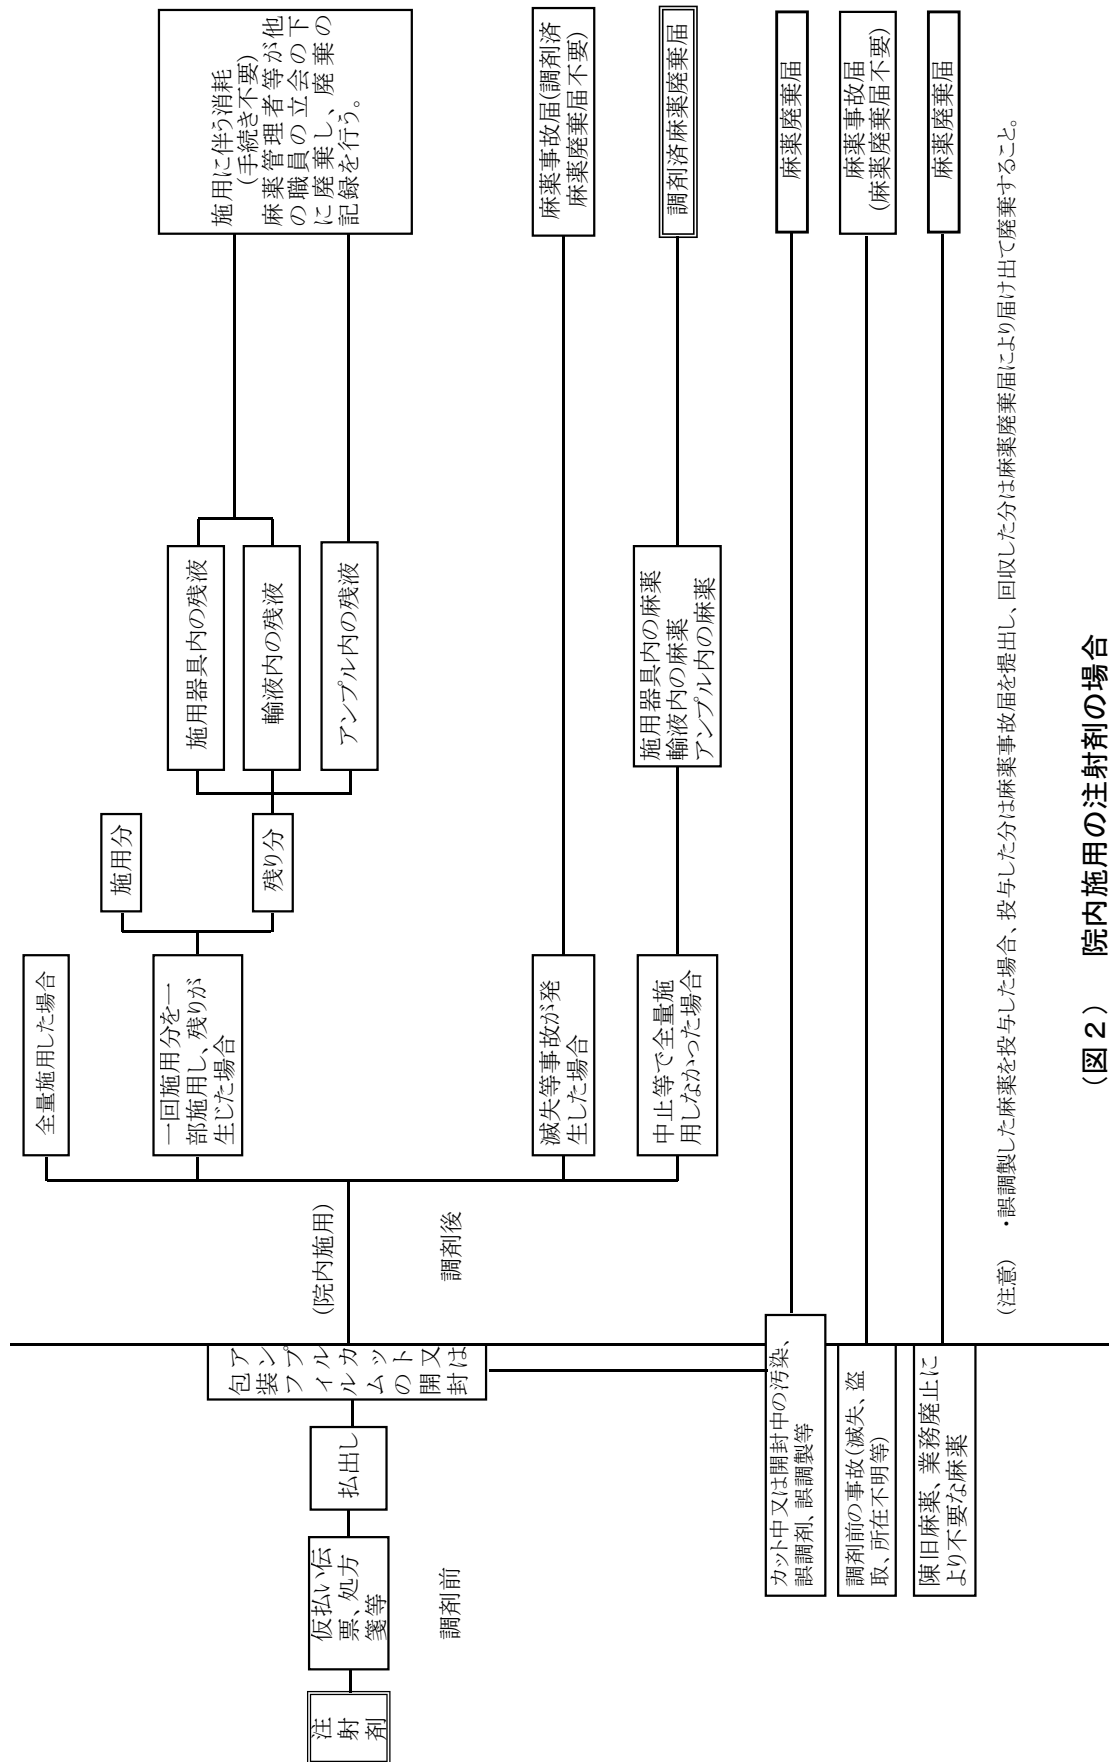 注
射
剤
仮払い伝
票、処方
箋等
払出し
アンプルカット又は
包装フィルムの開封
調剤前
(院内施用)
調剤後
全量施用した場合
一回施用分を一
部施用し、残りが
生じた場合
施用分
残り分
施用器具内の残液
輸液内の残液
アンプル内の残液
施用に伴う消耗
(手続き不要)
麻薬管理者等が他
の職員の立会の下
に廃棄し、廃棄の
記録を行う。
滅失等事故が発
生した場合
麻薬事故届(調剤済
麻薬廃棄届不要)
中止等で全量施
用しなかった場合
施用器具内の麻薬
輸液内の麻薬
アンプル内の麻薬
調剤済麻薬廃棄届
カット中又は開封中の汚染、
誤調剤、誤調製等
麻薬廃棄届
調剤前の事故(滅失、盗
取、所在不明等)
麻薬事故届
(麻薬廃棄届不要)
陳旧麻薬、業務廃止に
より不要な麻薬
麻薬廃棄届
(注意) ・誤調製した麻薬を投与した場合、投与した分は麻薬事故届を提出し、回収した分は麻薬廃棄届により届け出て廃棄すること。
(図2) 院内施用の注射剤の場合